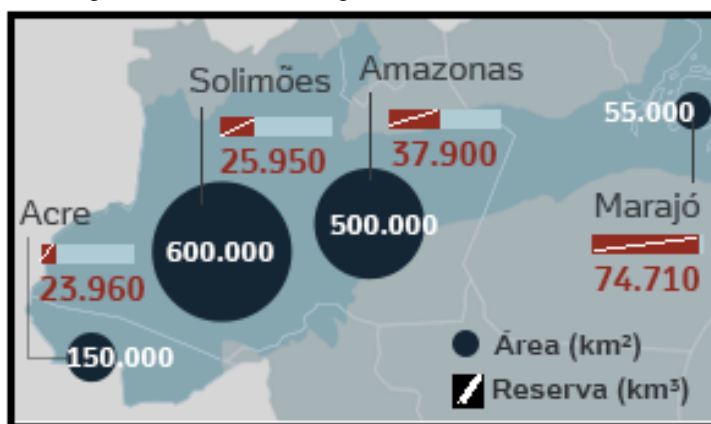 Solimões
25.950
600.000
Amazonas
37.900
500.000
55.000
Marajó
74.710
Acre
23.960
150.000
Área (km²)
Reserva (km³)